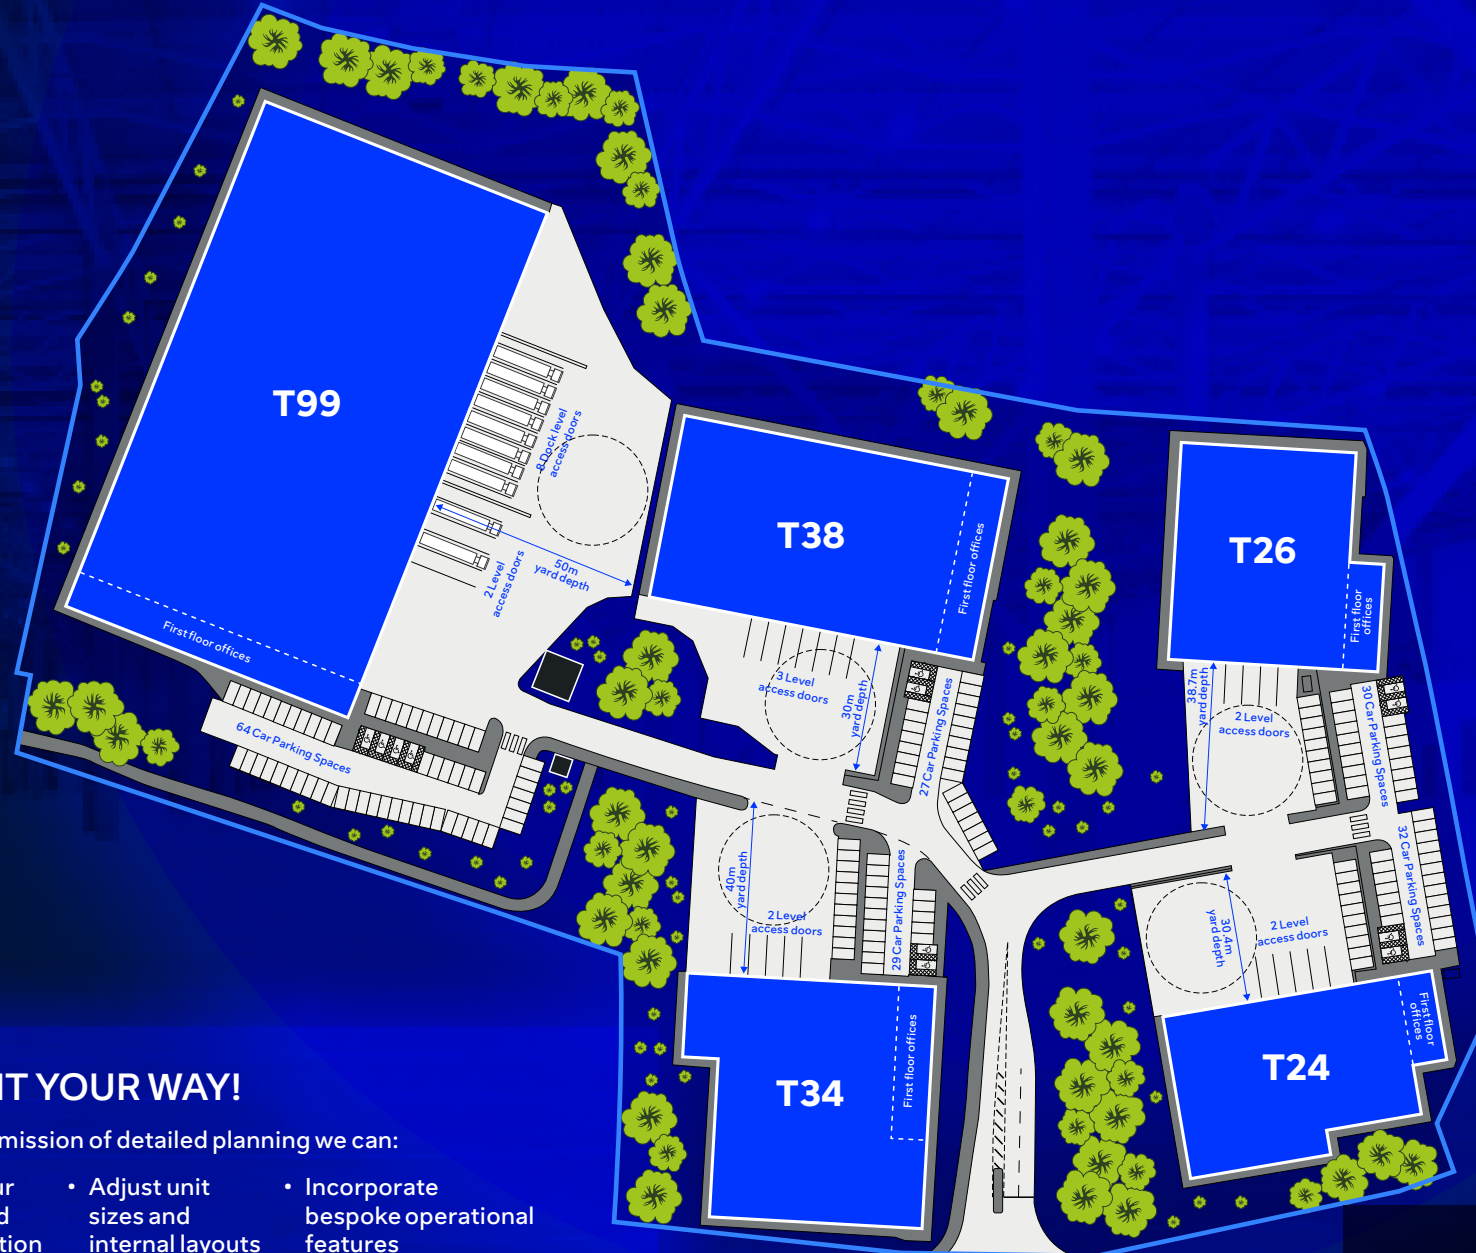 T99
8 Dock level
access doors
2 Level
access doors
50m
yard depth
First floor offices
64 Car Parking Spaces
T38
First floor offices
3 Level
access doors
30m
yard depth
27 Car Parking Spaces
T26
First floor
offices
38.7m
yard depth
2 Level
access doors
30 Car Parking Spaces
40m
yard depth
2 Level
access doors
29 Car Parking Spaces
T34
First floor offices
32 Car Parking Spaces
30.4m
yard depth
2 Level
access doors
T24
First floor
offices
IT YOUR WAY!
mission of detailed planning we can:
ur
d
tion
• Adjust unit
sizes and
internal layouts
• Incorporate
bespoke operational
features